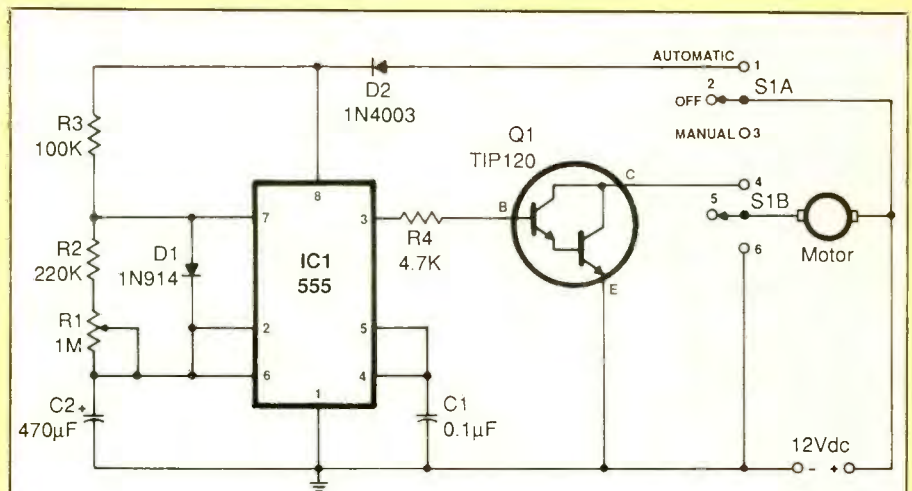 AUTOMATIC
1
D2
1N4003
2
S1A
OFF
MANUAL
3
R3
100K
Q1
TIP120
8
C
4
7
3
B
5
S1B
R2
220K
D1
1N914
IC1
555
R4
4.7K
Motor
E
6
R1
1M
2
5
6
4
1
C2
+
470µF
C1
0.1µF
12Vdc
- +